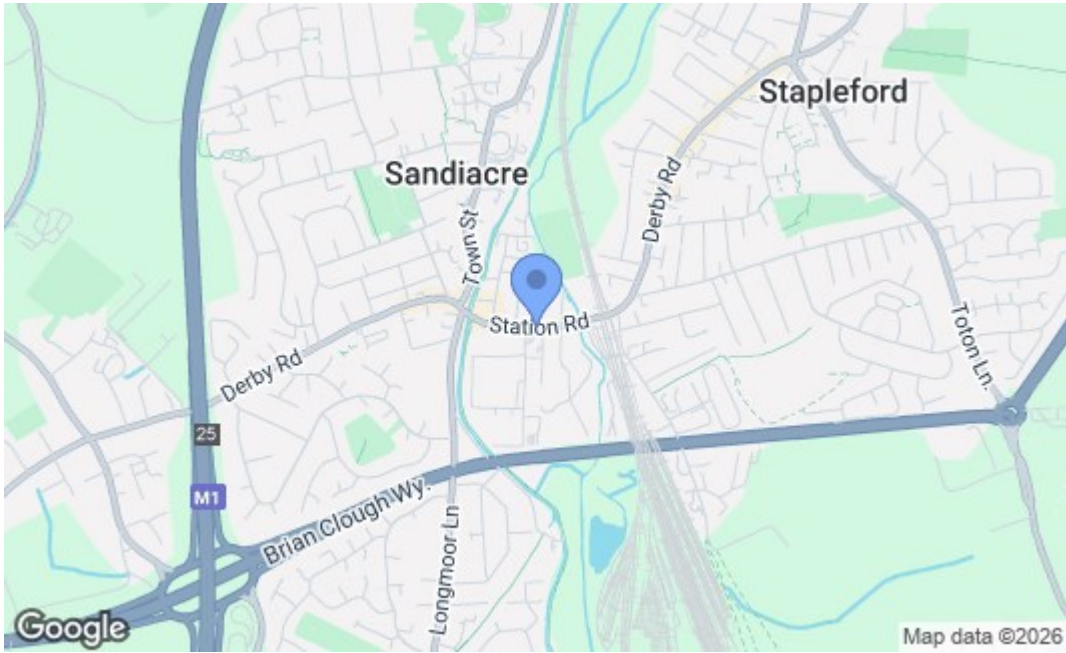 Stapleford
Sandiacre
Derby Rd
Town St
Station Rd
Toton Ln.
Derby Rd
25
M1
Brian Clough Wy.
Longmoor Ln
Google
Map data ©2026